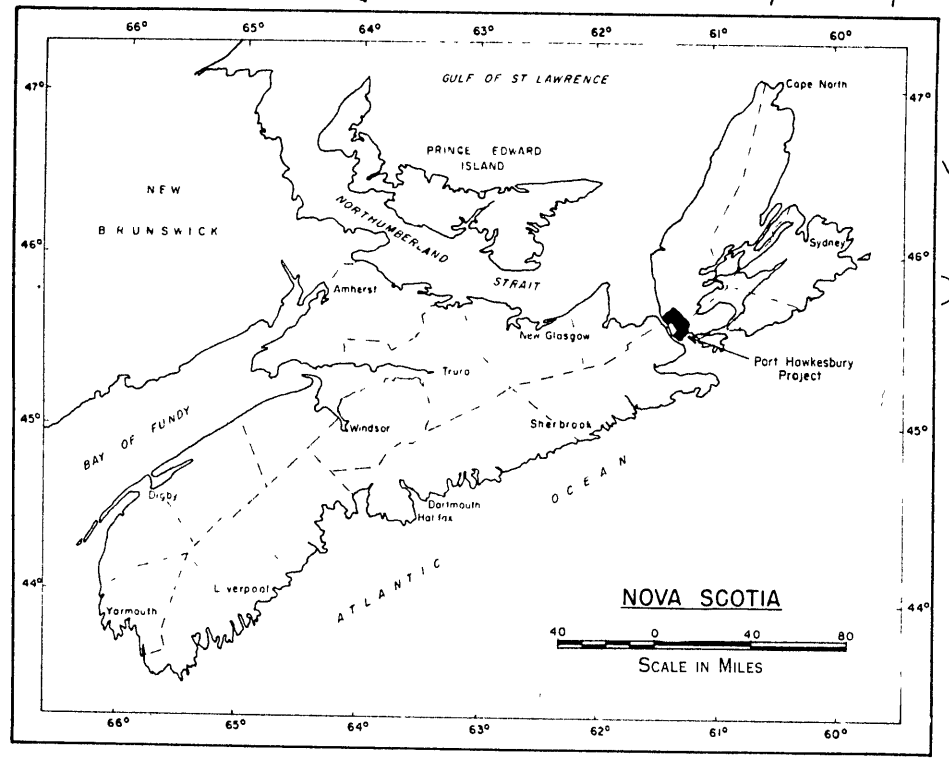 66° 65° 64° 63° 62° 61° 60°
47° 47°
GULF OF ST LAWRENCE
Cape North
PRINCE EDWARD
ISLAND
NEW
BRUNSWICK
NORTHUMBERLAND
STRAIT
46° 46°
Sydney
Amherst
New Glasgow
Port Hawkesbury
Project
Truro
45° 45°
BAY OF FUNDY
Windsor
Sherbrook
Digby
Dartmouth
Halifax
ATLANTIC OCEAN
44° 44°
Liverpool
Yarmouth
NOVA SCOTIA
40 0 40 80
SCALE IN MILES
66° 65° 64° 63° 62° 61° 60°